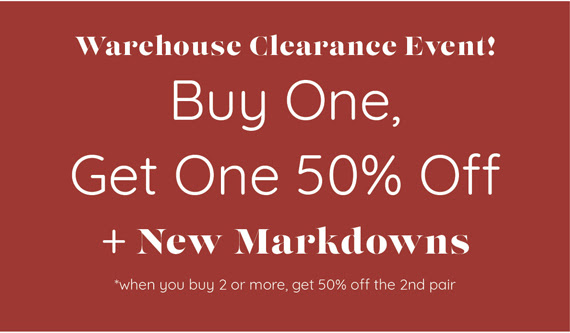 Warehouse Clearance Event!
Buy One,
Get One 50% Off
+ New Markdowns
*when you buy 2 or more, get 50% off the 2nd pair